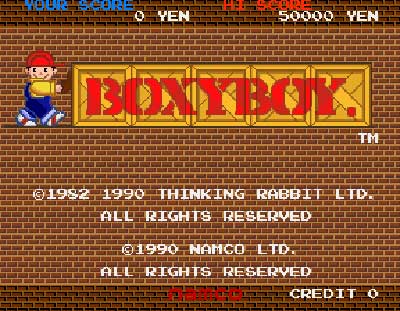 YOUR SCORE HI SCORE
0 YEN 50000 YEN
BOXYBOY.
TM
©1982 1990 THINKING RABBIT LTD.
ALL RIGHTS RESERVED
©1990 NAMCO LTD.
ALL RIGHTS RESERVED
namco CREDIT 0